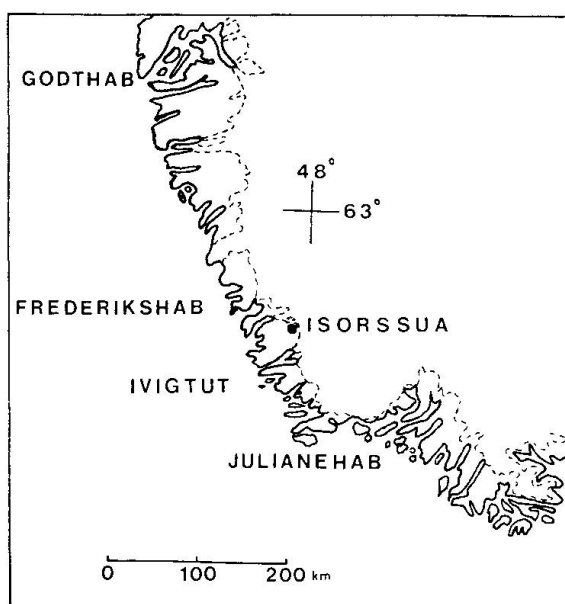 GODTHAB
48°
63°
FREDERIKSHAB
ISORSSUA
IVIGTUT
JULIANEHAB
0 100 200 km